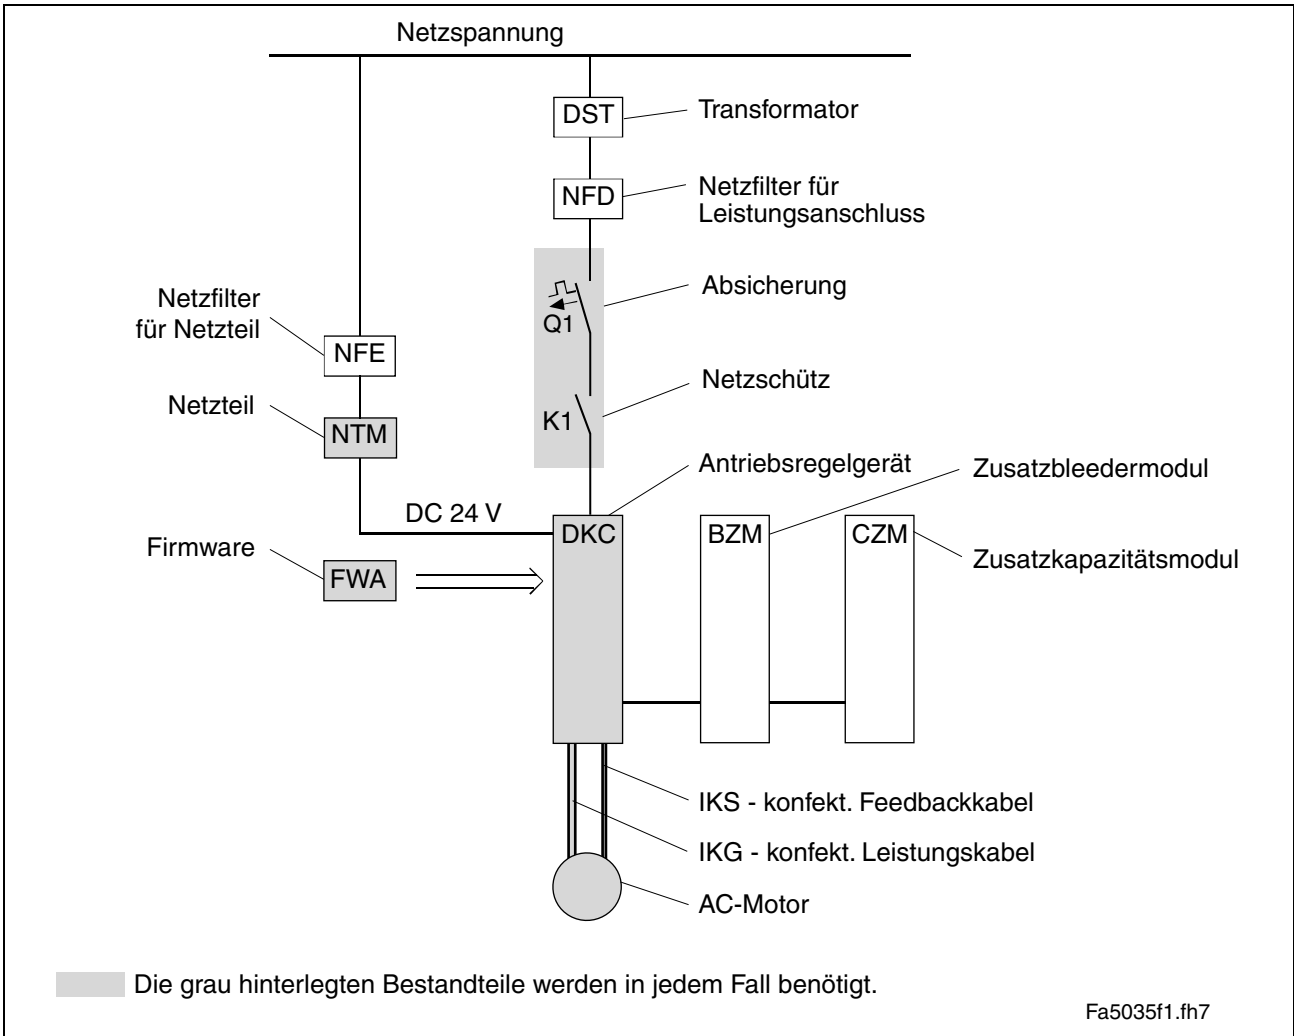 Netzspannung
DST
Transformator
NFD
Netzfilter für
Leistungsanschluss
Absicherung
Q1
Netzfilter
für Netzteil
NFE
Netzschütz
K1
Netzteil
NTM
Antriebsregelgerät
Zusatzbleedermodul
DC 24 V
DKC
BZM
CZM
Zusatzkapazitätsmodul
Firmware
FWA
IKS - konfekt. Feedbackkabel
IKG - konfekt. Leistungskabel
AC-Motor
Die grau hinterlegten Bestandteile werden in jedem Fall benötigt.
Fa5035f1.fh7